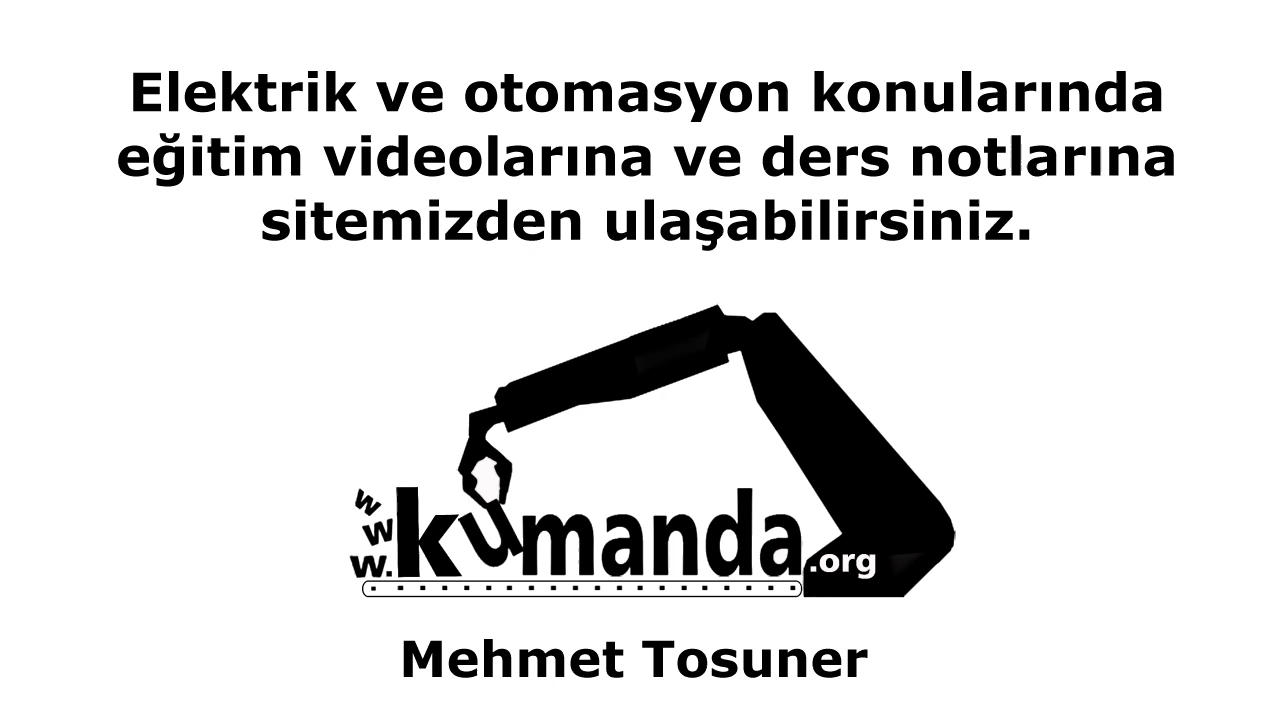 Elektrik ve otomasyon konularında
eğitim videolarına ve ders notlarına
sitemizden ulaşabilirsiniz.
www.kumanda.org
Mehmet Tosuner